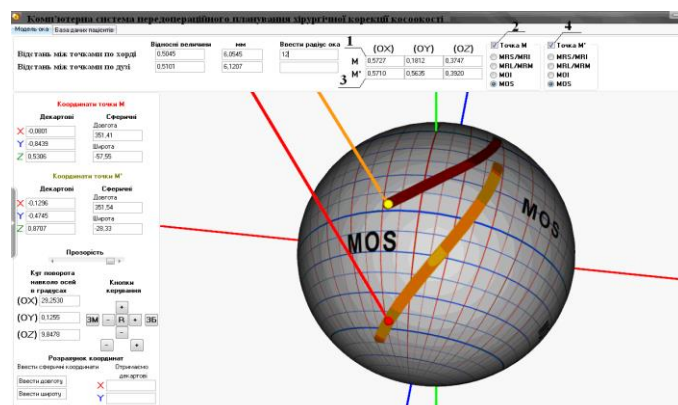 Комп'ютерна система передопераційного планування хірургічної корекції косоокості
Модель ока База даних пацієнтів
Відносні величини мм Ввести радіус ока
Відстань між точками по хорді 0,5045 6,0545 12
Відстань між точками по дузі 0,5101 6,1207
1 2 3 4
(OX) (OY) (OZ)
M 0,5727 0,1812 0,3747
M' 0,5710 0,5635 0,3920
Точка M
MRS/MRI
MRL/MRM
MOI
MOS
Точка M'
MRS/MRI
MRL/MRM
MOI
MOS
Координати точки M
Декартові Сферичні
X -0,0801
Y -0,8439
Z 0,5306
Довгота
351,41
Широта
-57,55
Координати точки M'
Декартові Сферичні
X -0,1296
Y -0,4745
Z 0,8707
Довгота
351,54
Широта
-28,33
Прозорість
Кут поворота навколо осей в градусах
(OX) 29,2530
(OY) 0,1255
(OZ) 9,8478
Кнопки керування
+
ЗМ - R + ЗБ
-
- +
Розрахунок координат
Ввести сферичні координати Отримаємо декартові
Ввести довготу X
Ввести широту Y
Z
MOS
MOS